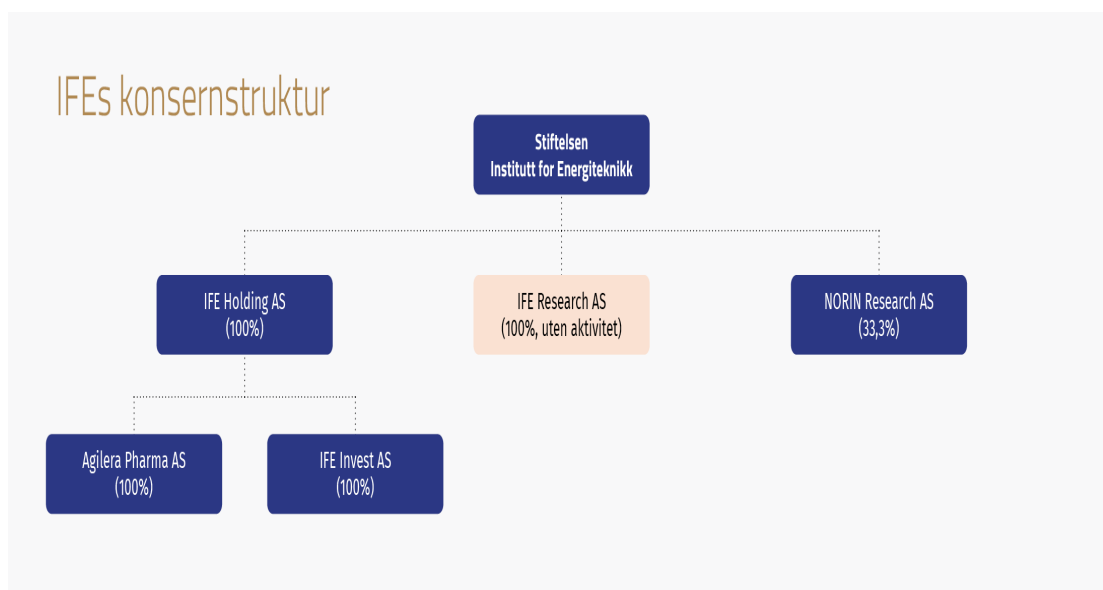 IFEs konsernstruktur
Stiftelsen
Institutt for Energiteknikk
IFE Holding AS
(100%)
IFE Research AS
(100%, uten aktivitet)
NORIN Research AS
(33,3%)
Agilera Pharma AS
(100%)
IFE Invest AS
(100%)